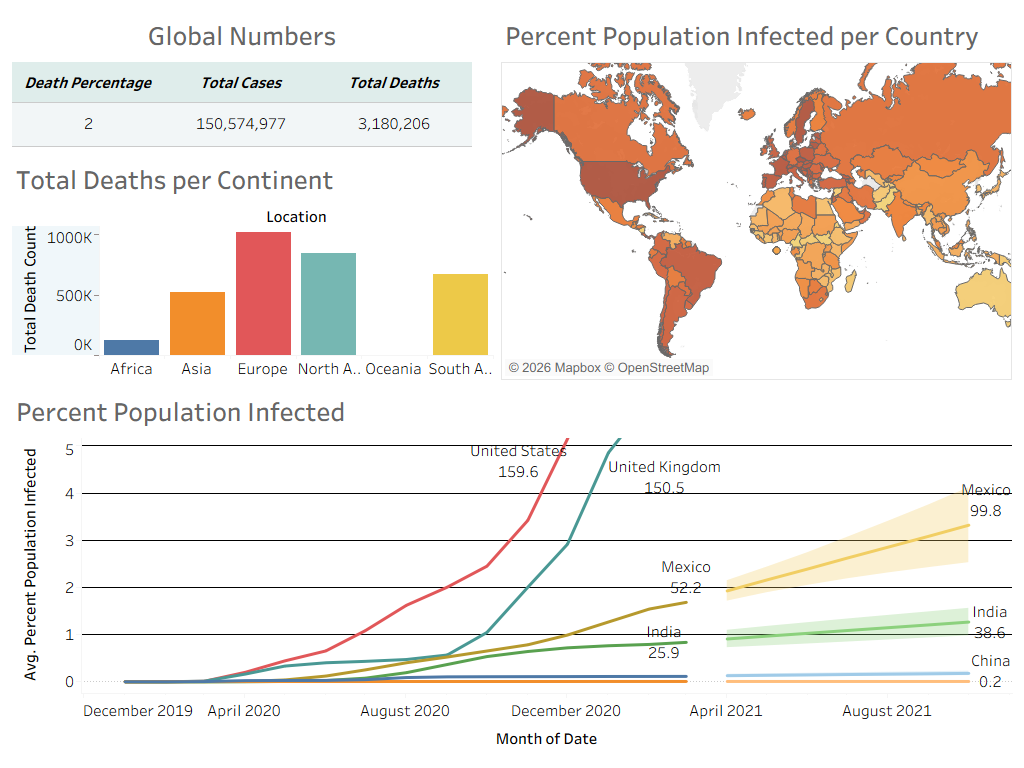 Global Numbers
Death Percentage Total Cases Total Deaths
2 150,574,977 3,180,206
Total Deaths per Continent
Location
Total Death Count
1000K
500K
0K
Africa Asia Europe North A.. Oceania South A..
Percent Population Infected per Country
© 2026 Mapbox © OpenStreetMap
Percent Population Infected
Avg. Percent Population Infected
5
4
3
2
1
0
United States
159.6
United Kingdom
150.5
Mexico
99.8
Mexico
52.2
India
25.9
India
38.6
China
0.2
December 2019 April 2020 August 2020 December 2020 April 2021 August 2021
Month of Date